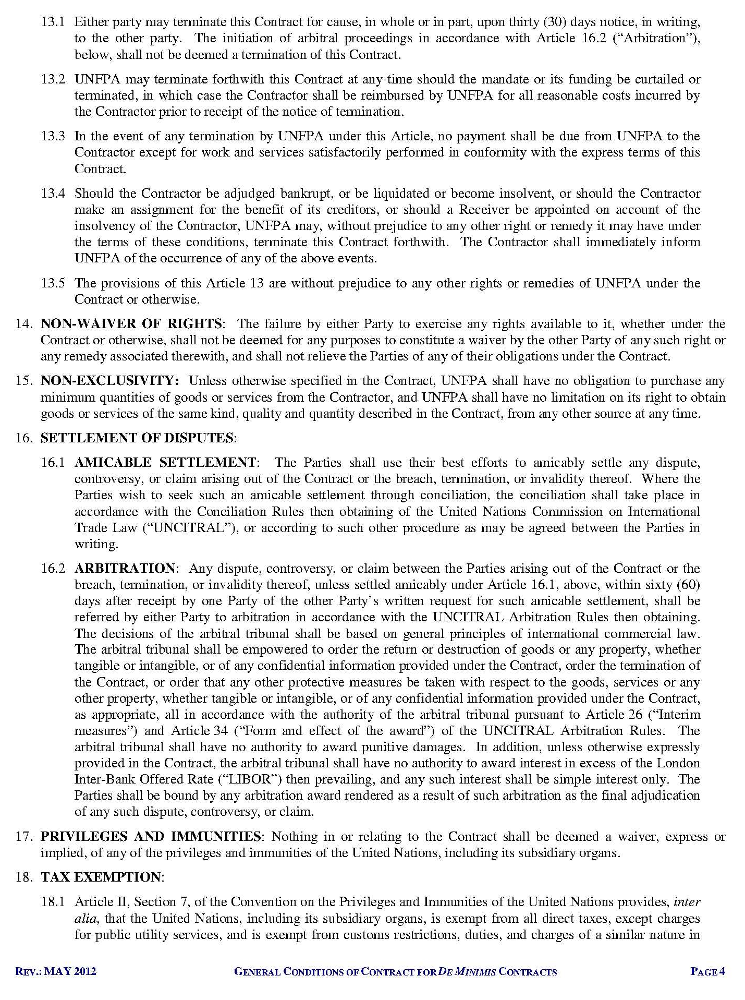 13.1 Either party may terminate this Contract for cause, in whole or in part, upon thirty (30) days notice, in writing,
to the other party. The initiation of arbitral proceedings in accordance with Article 16.2 (“Arbitration”),
below, shall not be deemed a termination of this Contract.
13.2 UNFPA may terminate forthwith this Contract at any time should the mandate or its funding be curtailed or
terminated, in which case the Contractor shall be reimbursed by UNFPA for all reasonable costs incurred by
the Contractor prior to receipt of the notice of termination.
13.3 In the event of any termination by UNFPA under this Article, no payment shall be due from UNFPA to the
Contractor except for work and services satisfactorily performed in conformity with the express terms of this
Contract.
13.4 Should the Contractor be adjudged bankrupt, or be liquidated or become insolvent, or should the Contractor
make an assignment for the benefit of its creditors, or should a Receiver be appointed on account of the
insolvency of the Contractor, UNFPA may, without prejudice to any other right or remedy it may have under
the terms of these conditions, terminate this Contract forthwith. The Contractor shall immediately inform
UNFPA of the occurrence of any of the above events.
13.5 The provisions of this Article 13 are without prejudice to any other rights or remedies of UNFPA under the
Contract or otherwise.
14. NON-WAIVER OF RIGHTS: The failure by either Party to exercise any rights available to it, whether under the
Contract or otherwise, shall not be deemed for any purposes to constitute a waiver by the other Party of any such right or
any remedy associated therewith, and shall not relieve the Parties of any of their obligations under the Contract.
15. NON-EXCLUSIVITY: Unless otherwise specified in the Contract, UNFPA shall have no obligation to purchase any
minimum quantities of goods or services from the Contractor, and UNFPA shall have no limitation on its right to obtain
goods or services of the same kind, quality and quantity described in the Contract, from any other source at any time.
16. SETTLEMENT OF DISPUTES:
16.1 AMICABLE SETTLEMENT: The Parties shall use their best efforts to amicably settle any dispute,
controversy, or claim arising out of the Contract or the breach, termination, or invalidity thereof. Where the
Parties wish to seek such an amicable settlement through conciliation, the conciliation shall take place in
accordance with the Conciliation Rules then obtaining of the United Nations Commission on International
Trade Law (“UNCITRAL”), or according to such other procedure as may be agreed between the Parties in
writing.
16.2 ARBITRATION: Any dispute, controversy, or claim between the Parties arising out of the Contract or the
breach, termination, or invalidity thereof, unless settled amicably under Article 16.1, above, within sixty (60)
days after receipt by one Party of the other Party’s written request for such amicable settlement, shall be
referred by either Party to arbitration in accordance with the UNCITRAL Arbitration Rules then obtaining.
The decisions of the arbitral tribunal shall be based on general principles of international commercial law.
The arbitral tribunal shall be empowered to order the return or destruction of goods or any property, whether
tangible or intangible, or of any confidential information provided under the Contract, order the termination of
the Contract, or order that any other protective measures be taken with respect to the goods, services or any
other property, whether tangible or intangible, or of any confidential information provided under the Contract,
as appropriate, all in accordance with the authority of the arbitral tribunal pursuant to Article 26 (“Interim
measures”) and Article 34 (“Form and effect of the award”) of the UNCITRAL Arbitration Rules. The
arbitral tribunal shall have no authority to award punitive damages. In addition, unless otherwise expressly
provided in the Contract, the arbitral tribunal shall have no authority to award interest in excess of the London
Inter-Bank Offered Rate (“LIBOR”) then prevailing, and any such interest shall be simple interest only. The
Parties shall be bound by any arbitration award rendered as a result of such arbitration as the final adjudication
of any such dispute, controversy, or claim.
17. PRIVILEGES AND IMMUNITIES: Nothing in or relating to the Contract shall be deemed a waiver, express or
implied, of any of the privileges and immunities of the United Nations, including its subsidiary organs.
18. TAX EXEMPTION:
18.1 Article II, Section 7, of the Convention on the Privileges and Immunities of the United Nations provides, inter
alia, that the United Nations, including its subsidiary organs, is exempt from all direct taxes, except charges
for public utility services, and is exempt from customs restrictions, duties, and charges of a similar nature in
REV.: MAY 2012 GENERAL CONDITIONS OF CONTRACT FOR DE MINIMIS CONTRACTS PAGE 4